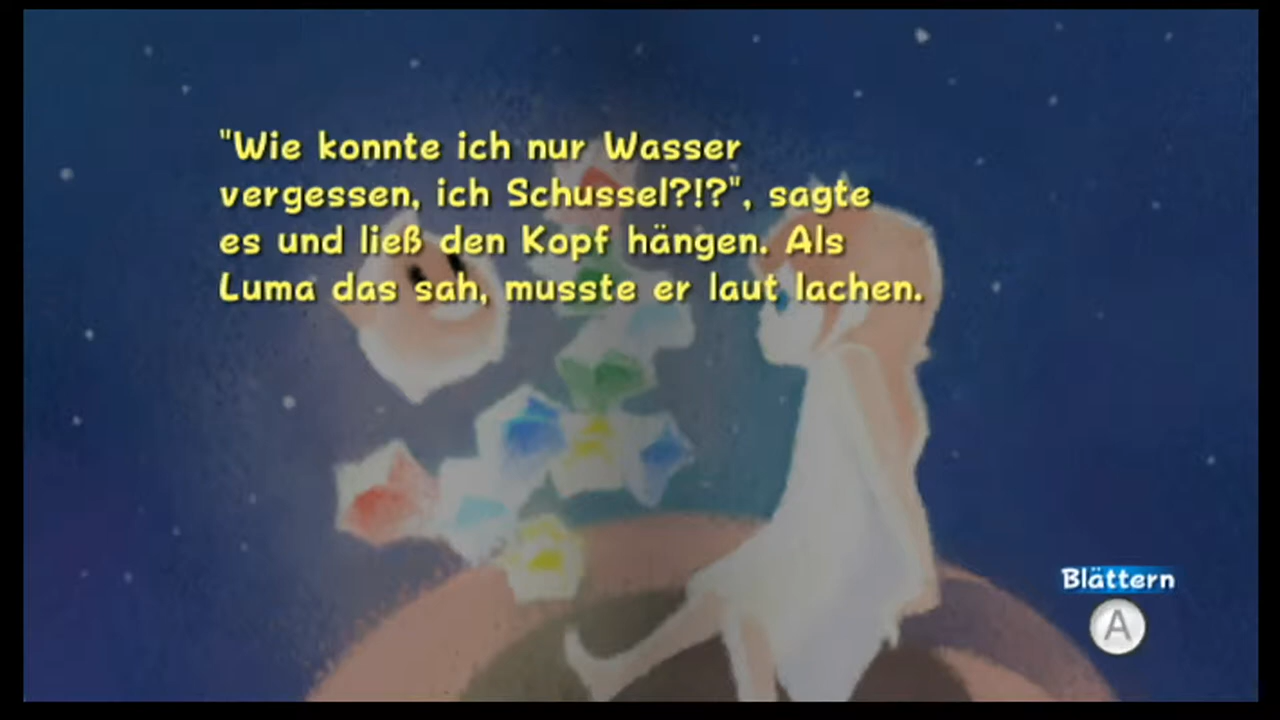 "Wie konnte ich nur Wasser
vergessen, ich Schussel?!?", sagte
es und ließ den Kopf hängen. Als
Luma das sah, musste er laut lachen.
Blättern
A